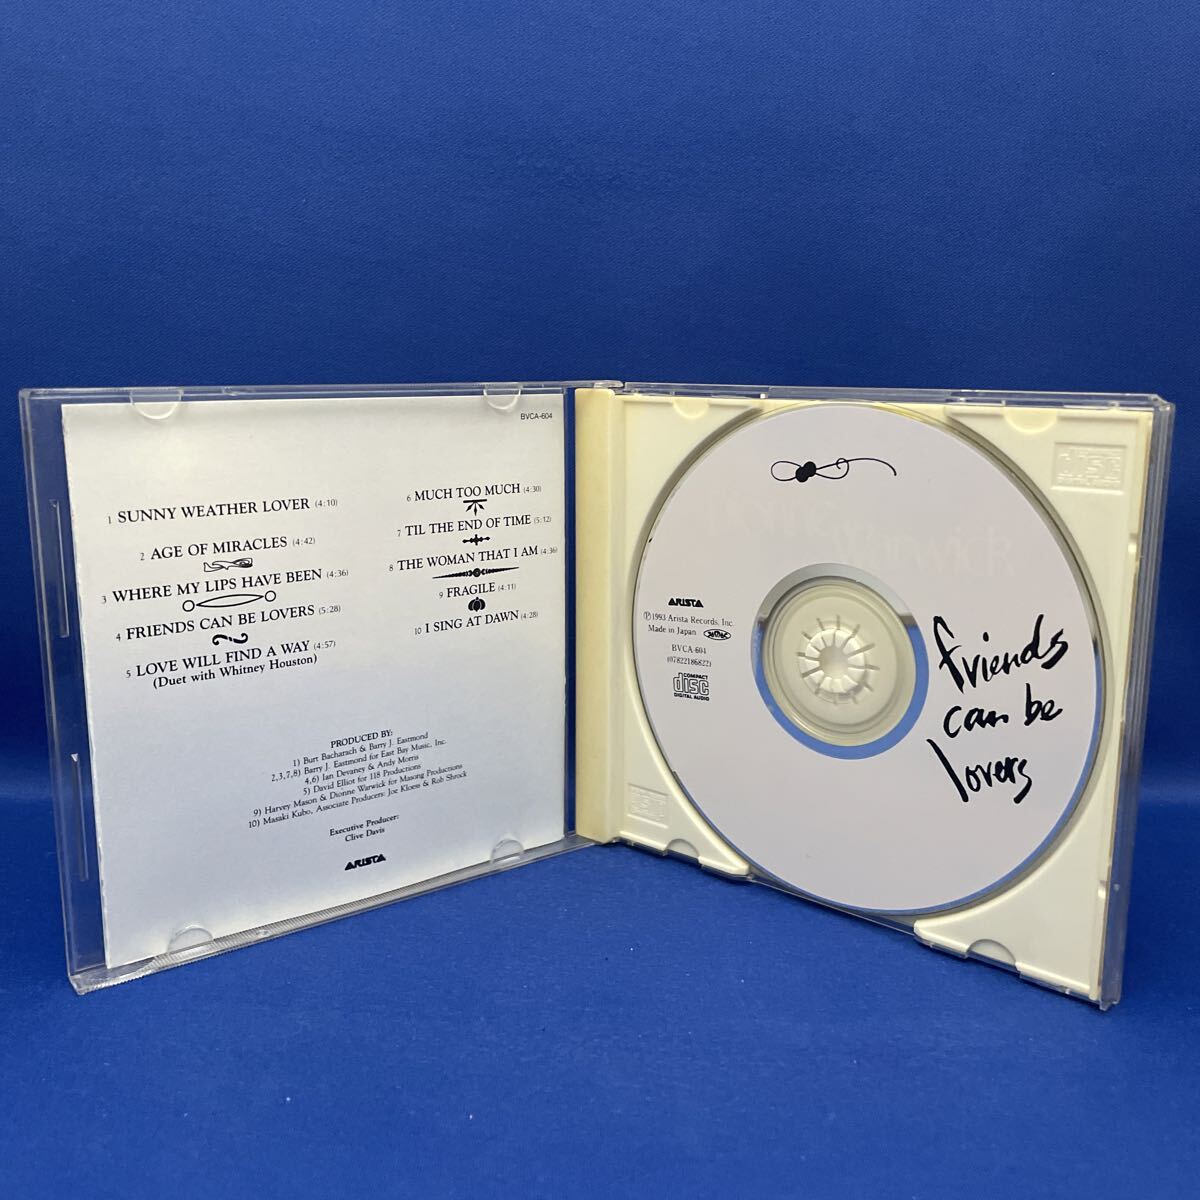 BVCA-604
1 SUNNY WEATHER LOVER (4:10)
2 AGE OF MIRACLES (4:42)
3 WHERE MY LIPS HAVE BEEN (4:36)
4 FRIENDS CAN BE LOVERS (5:28)
5 LOVE WILL FIND A WAY (4:57)
(Duet with Whitney Houston)
6 MUCH TOO MUCH (4:30)
7 TIL THE END OF TIME (5:12)
8 THE WOMAN THAT I AM (4:36)
9 FRAGILE (4:11)
10 I SING AT DAWN (4:28)
PRODUCED BY:
1) Burt Bacharach & Barry J. Eastmond
2,3,7,8) Barry J. Eastmond for East Bay Music, Inc.
4,6) Ian Devaney & Andy Morris
5) David Elliot for 118 Productions
9) Harvey Mason & Dionne Warwick for Masong Productions
10) Masaki Kubo, Associate Producers: Joe Kloess & Rob Shrock
Executive Producer:
Clive Davis
ARISTA
ARISTA
Ⓟ1993 Arista Records, Inc.
Made in Japan
BVCA-604
(07822186822)
COMPACT
disc
DIGITAL AUDIO
friends
can be
lovers